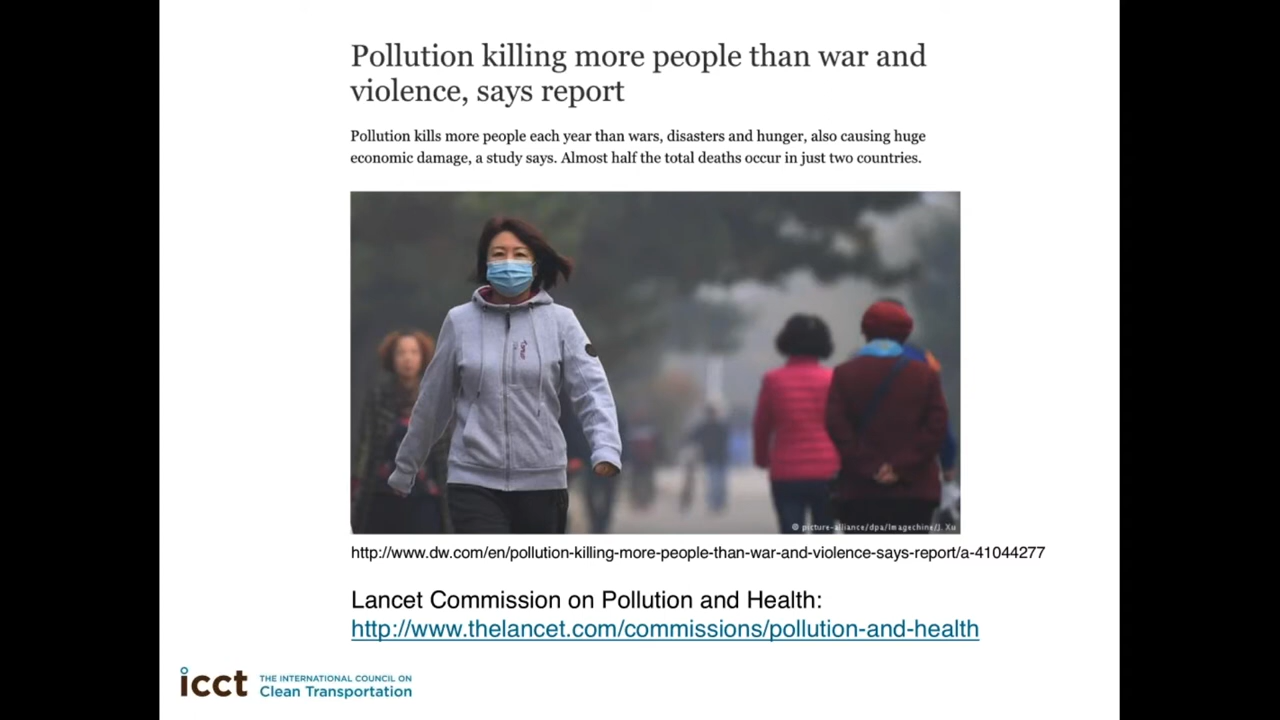 Pollution killing more people than war and
violence, says report
Pollution kills more people each year than wars, disasters and hunger, also causing huge
economic damage, a study says. Almost half the total deaths occur in just two countries.
© picture-alliance/dpa/Imagechine/J. Xu
http://www.dw.com/en/pollution-killing-more-people-than-war-and-violence-says-report/a-41044277
Lancet Commission on Pollution and Health:
http://www.thelancet.com/commissions/pollution-and-health
icct THE INTERNATIONAL COUNCIL ON
Clean Transportation